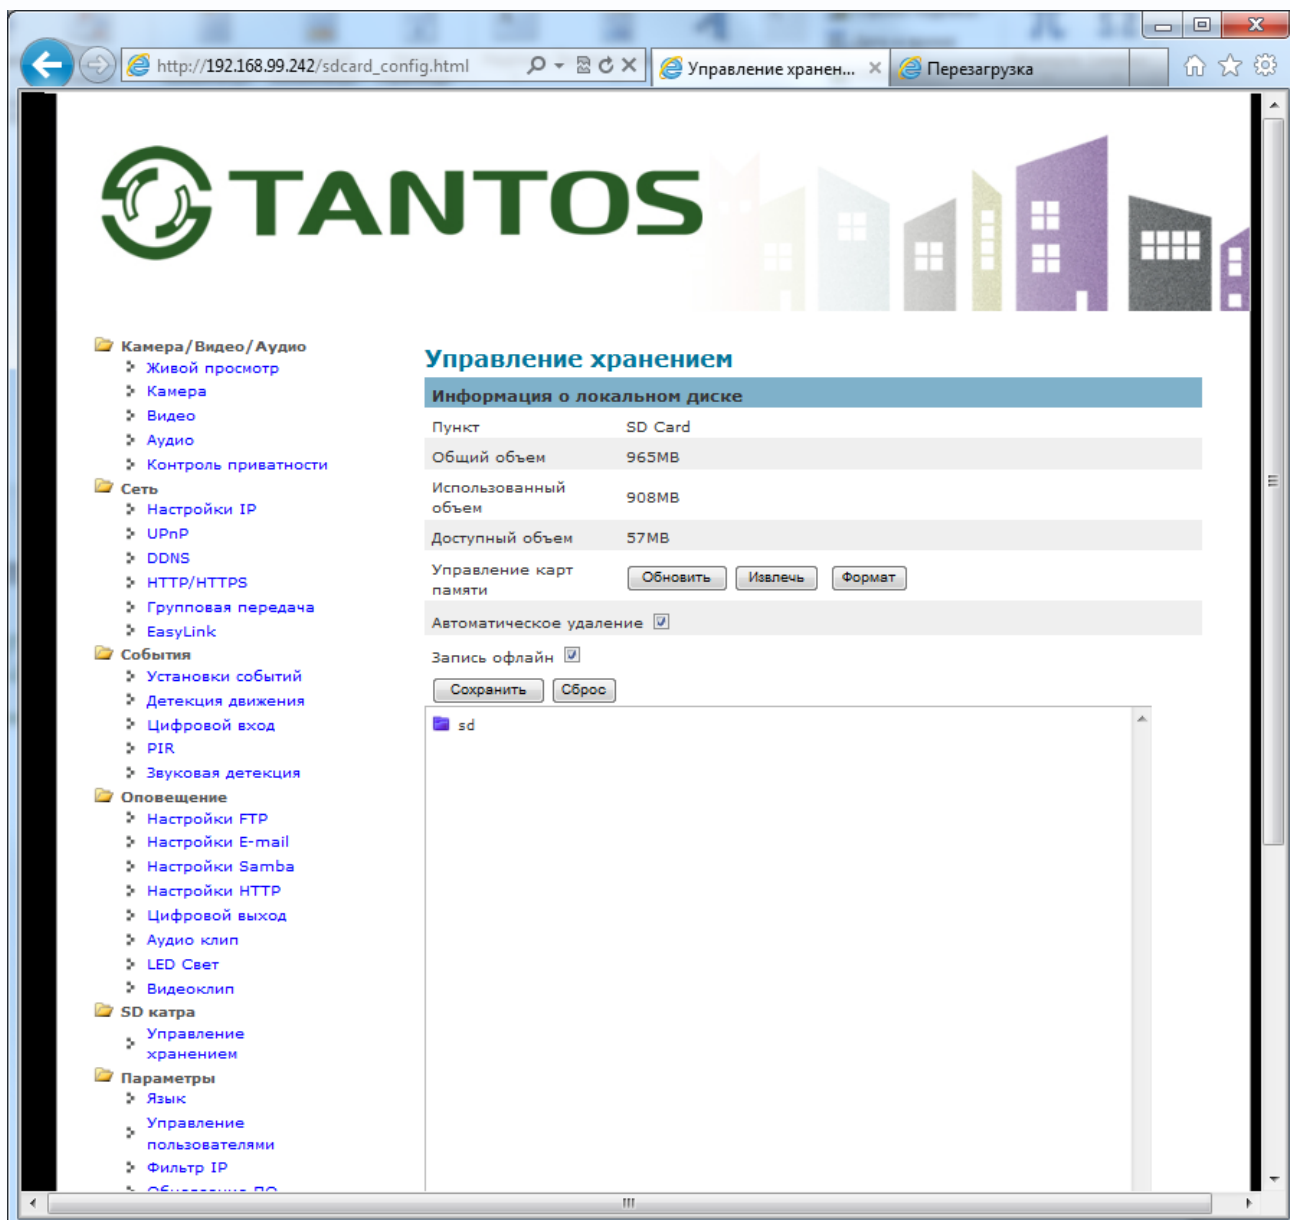 http://192.168.99.242/sdcard_config.html
Управление хранен...
Перезагрузка
TANTOS
Камера/Видео/Аудио
Живой просмотр
Камера
Видео
Аудио
Контроль приватности
Сеть
Настройки IP
UPnP
DDNS
HTTP/HTTPS
Групповая передача
EasyLink
События
Установки событий
Детекция движения
Цифровой вход
PIR
Звуковая детекция
Оповещение
Настройки FTP
Настройки E-mail
Настройки Samba
Настройки HTTP
Цифровой выход
Аудио клип
LED Свет
Видеоклип
SD катра
Управление
хранением
Параметры
Язык
Управление
пользователями
Фильтр IP
Управление хранением
Информация о локальном диске
Пункт SD Card
Общий объем 965MB
Использованный
объем 908MB
Доступный объем 57MB
Управление карт
памяти Обновить Извлечь Формат
Автоматическое удаление
Запись офлайн
Сохранить Сброс
sd